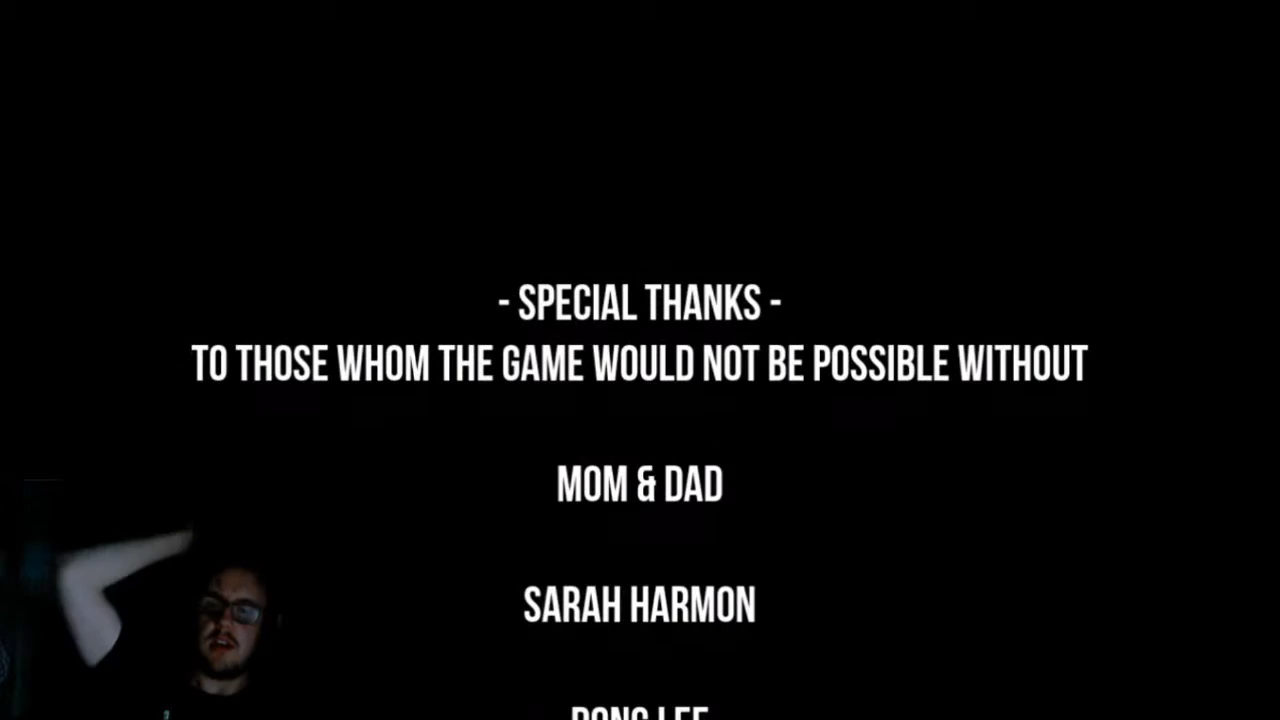 - SPECIAL THANKS -
TO THOSE WHOM THE GAME WOULD NOT BE POSSIBLE WITHOUT
MOM & DAD
SARAH HARMON